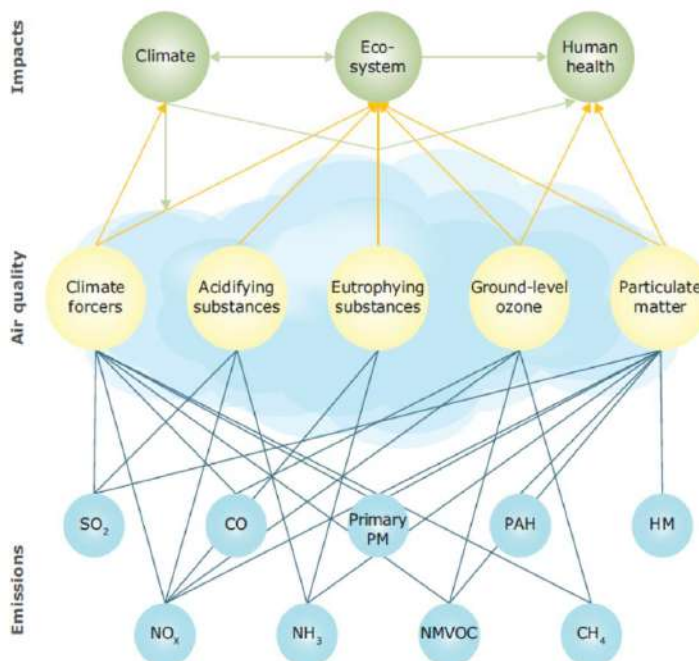 Impacts
Climate
Eco-
system
Human
health
Air quality
Climate
forcers
Acidifying
substances
Eutrophying
substances
Ground-level
ozone
Particulate
matter
Emissions
SO₂
CO
Primary
PM
PAH
HM
NOₓ
NH₃
NMVOC
CH₄